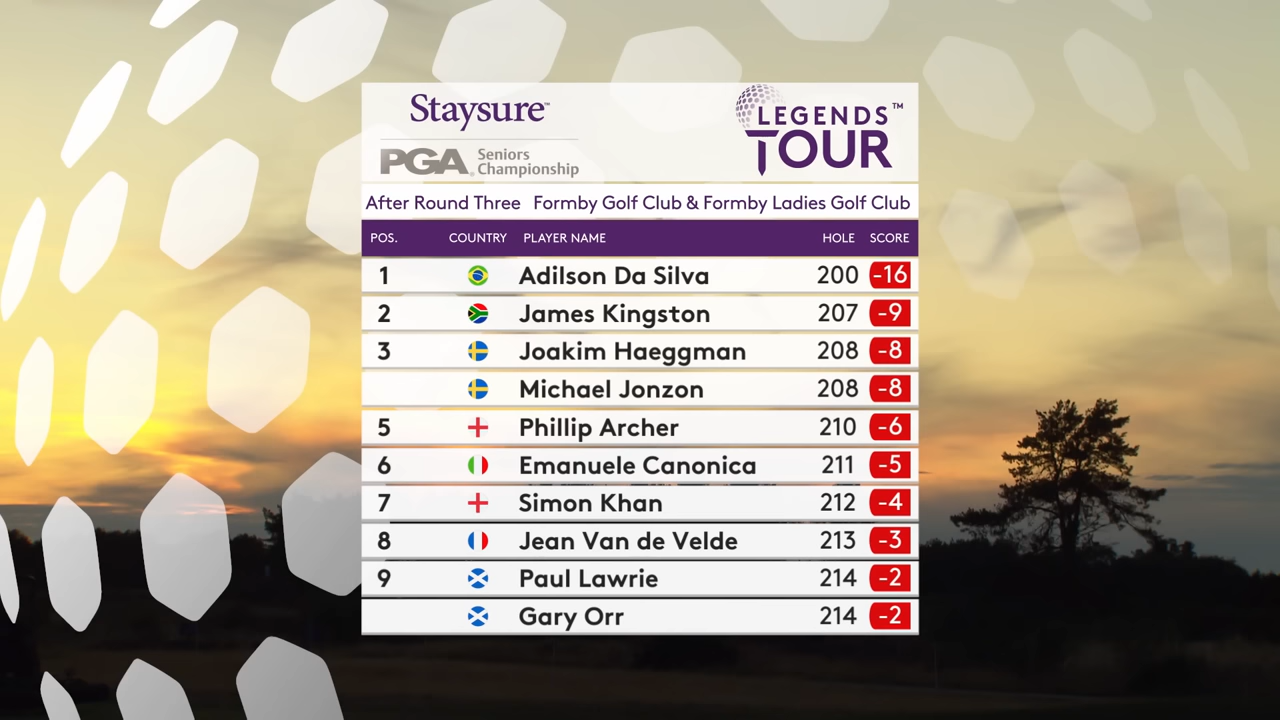 Staysure™
PGA® Seniors Championship
LEGENDS™
TOUR
After Round Three Formby Golf Club & Formby Ladies Golf Club
POS. COUNTRY PLAYER NAME HOLE SCORE
1 Adilson Da Silva 200 -16
2 James Kingston 207 -9
3 Joakim Haeggman 208 -8
Michael Jonzon 208 -8
5 Phillip Archer 210 -6
6 Emanuele Canonica 211 -5
7 Simon Khan 212 -4
8 Jean Van de Velde 213 -3
9 Paul Lawrie 214 -2
Gary Orr 214 -2